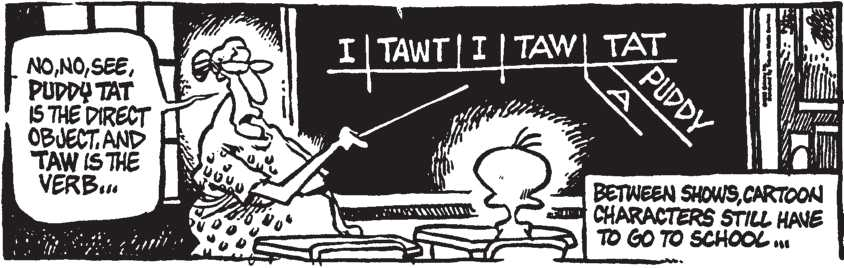 NO, NO, SEE,
PUDDY TAT
IS THE DIRECT
OBJECT. AND
TAW IS THE
VERB...
I TAWT I TAW TAT
A PUDDY
BETWEEN SHOWS, CARTOON
CHARACTERS STILL HAVE
TO GO TO SCHOOL...